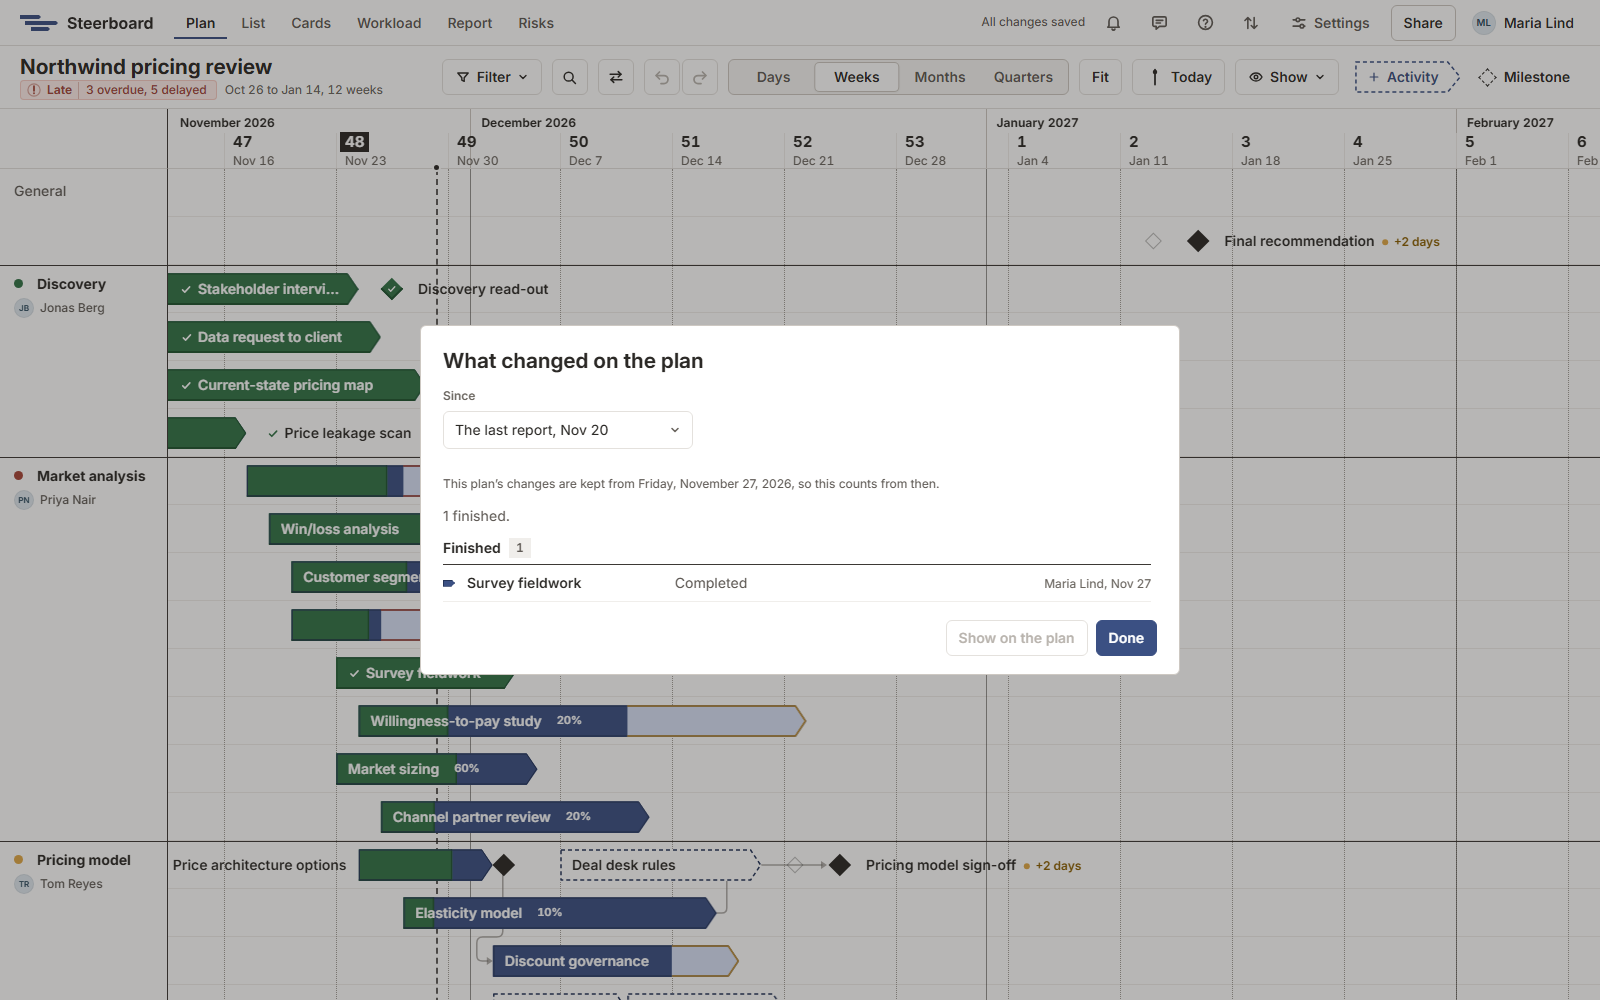 Steerboard
Plan
List
Cards
Workload
Report
Risks
All changes saved
Settings
Share
ML
Maria Lind
Northwind pricing review
Late
3 overdue, 5 delayed
Oct 26 to Jan 14, 12 weeks
Filter
Days
Weeks
Months
Quarters
Fit
Today
Show
+ Activity
Milestone
November 2026
December 2026
January 2027
February 2027
47
48
49
50
51
52
53
1
2
3
4
5
6
Nov 16
Nov 23
Nov 30
Dec 7
Dec 14
Dec 21
Dec 28
Jan 4
Jan 11
Jan 18
Jan 25
Feb 1
Feb
General
Final recommendation
+2 days
Discovery
JB
Jonas Berg
Stakeholder intervi...
Discovery read-out
Data request to client
Current-state pricing map
Price leakage scan
Market analysis
PN
Priya Nair
Win/loss analysis
Customer segme
Survey fieldwork
Willingness-to-pay study
20%
Market sizing
60%
Channel partner review
20%
Pricing model
TR
Tom Reyes
Price architecture options
Deal desk rules
Pricing model sign-off
+2 days
Elasticity model
10%
Discount governance
What changed on the plan
Since
The last report, Nov 20
This plan's changes are kept from Friday, November 27, 2026, so this counts from then.
1 finished.
Finished
1
Survey fieldwork
Completed
Maria Lind, Nov 27
Show on the plan
Done